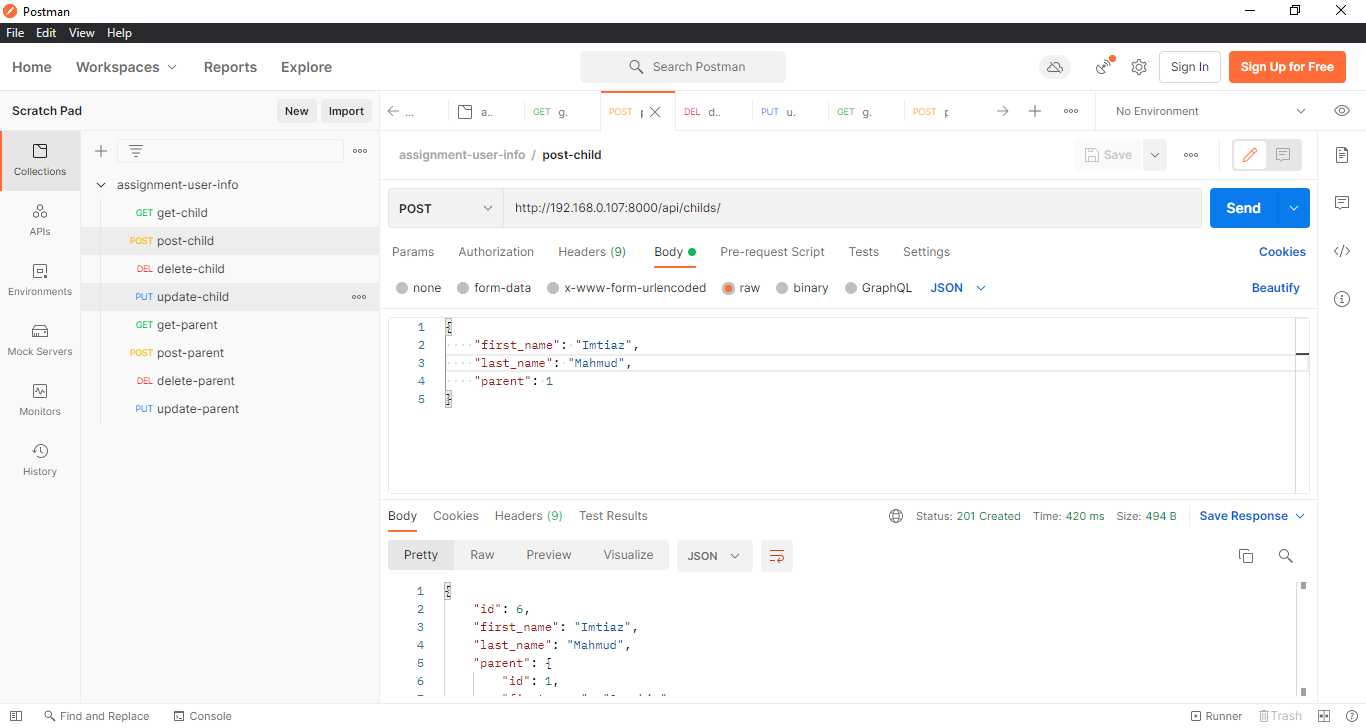 Postman
File Edit View Help
Home Workspaces Reports Explore Search Postman Sign In Sign Up for Free
Scratch Pad New Import
... a.. GET g. POST DEL d.. PUT u. GET g. POST No Environment
Collections
APIs
Environments
Mock Servers
Monitors
History
assignment-user-info
GET get-child
POST post-child
DEL delete-child
PUT update-child
GET get-parent
POST post-parent
DEL delete-parent
PUT update-parent
assignment-user-info / post-child Save
POST http://192.168.0.107:8000/api/childs/ Send
Params Authorization Headers (9) Body Pre-request Script Tests Settings Cookies
none form-data x-www-form-urlencoded raw binary GraphQL JSON Beautify
1 {
2 "first_name": "Imtiaz",
3 "last_name": "Mahmud",
4 "parent": 1
5 }
Body Cookies Headers (9) Test Results Status: 201 Created Time: 420 ms Size: 494 B Save Response
Pretty Raw Preview Visualize JSON
1 {
2 "id": 6,
3 "first_name": "Imtiaz",
4 "last_name": "Mahmud",
5 "parent": {
6 "id": 1,
Find and Replace Console Runner Trash